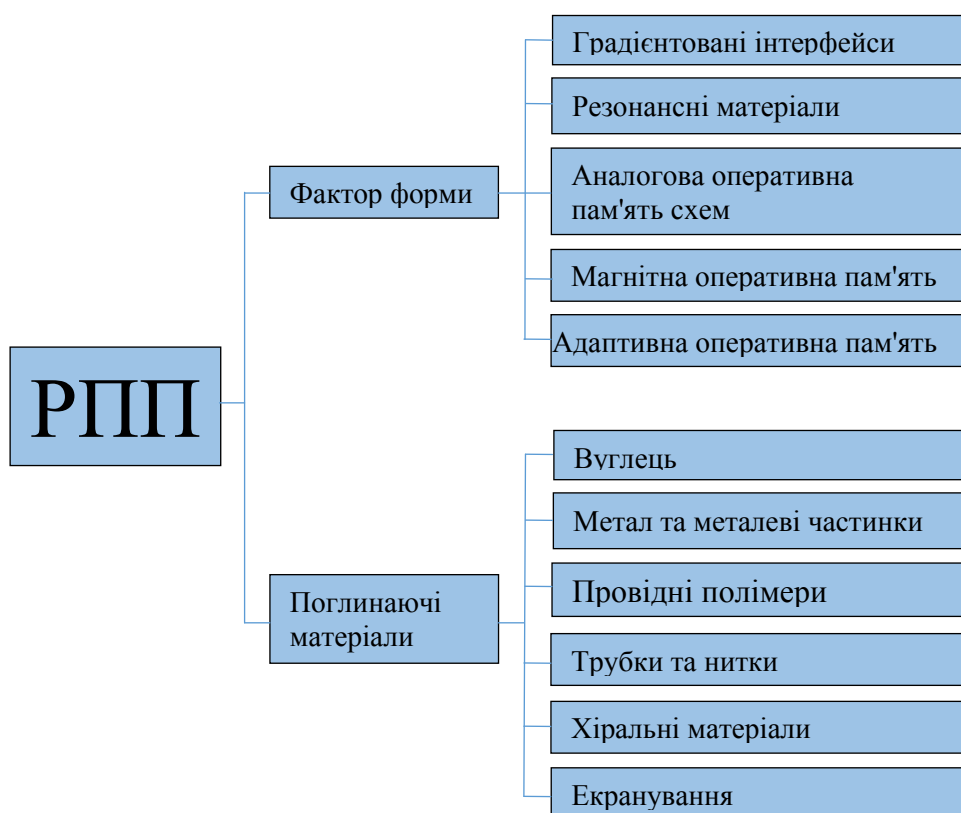 РПП
Фактор форми
Градієнтовані інтерфейси
Резонансні матеріали
Аналогова оперативна
пам'ять схем
Магнітна оперативна пам'ять
Адаптивна оперативна пам'ять
Поглинаючі
матеріали
Вуглець
Метал та металеві частинки
Провідні полімери
Трубки та нитки
Хіральні матеріали
Екранування